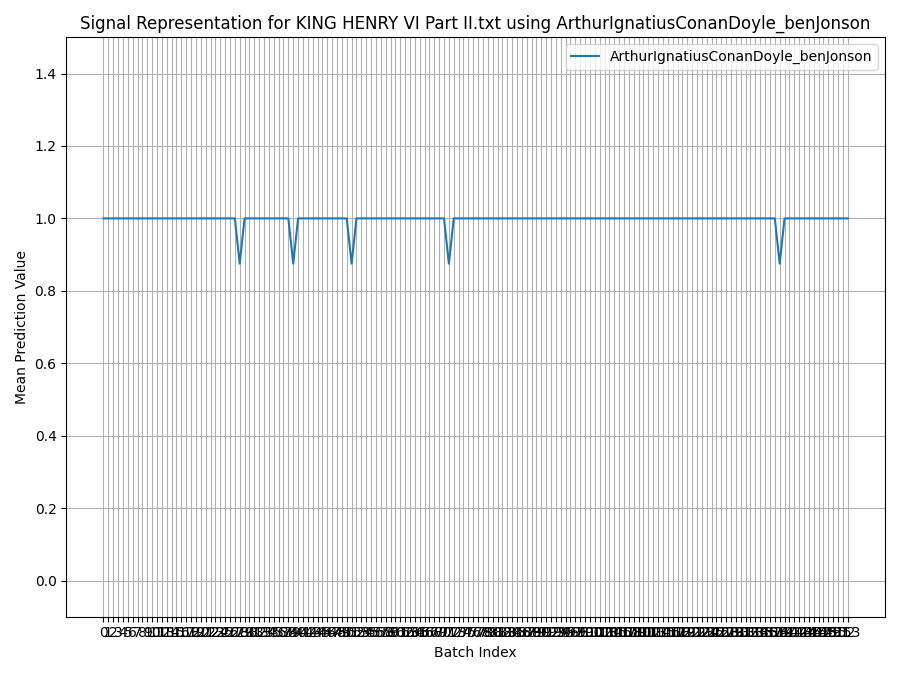 Signal Representation for KING HENRY VI Part II.txt using ArthurIgnatiusConanDoyle_benJonson
ArthurIgnatiusConanDoyle_benJonson
1.4
1.2
1.0
0.8
0.6
0.4
0.2
0.0
Mean Prediction Value
Batch Index